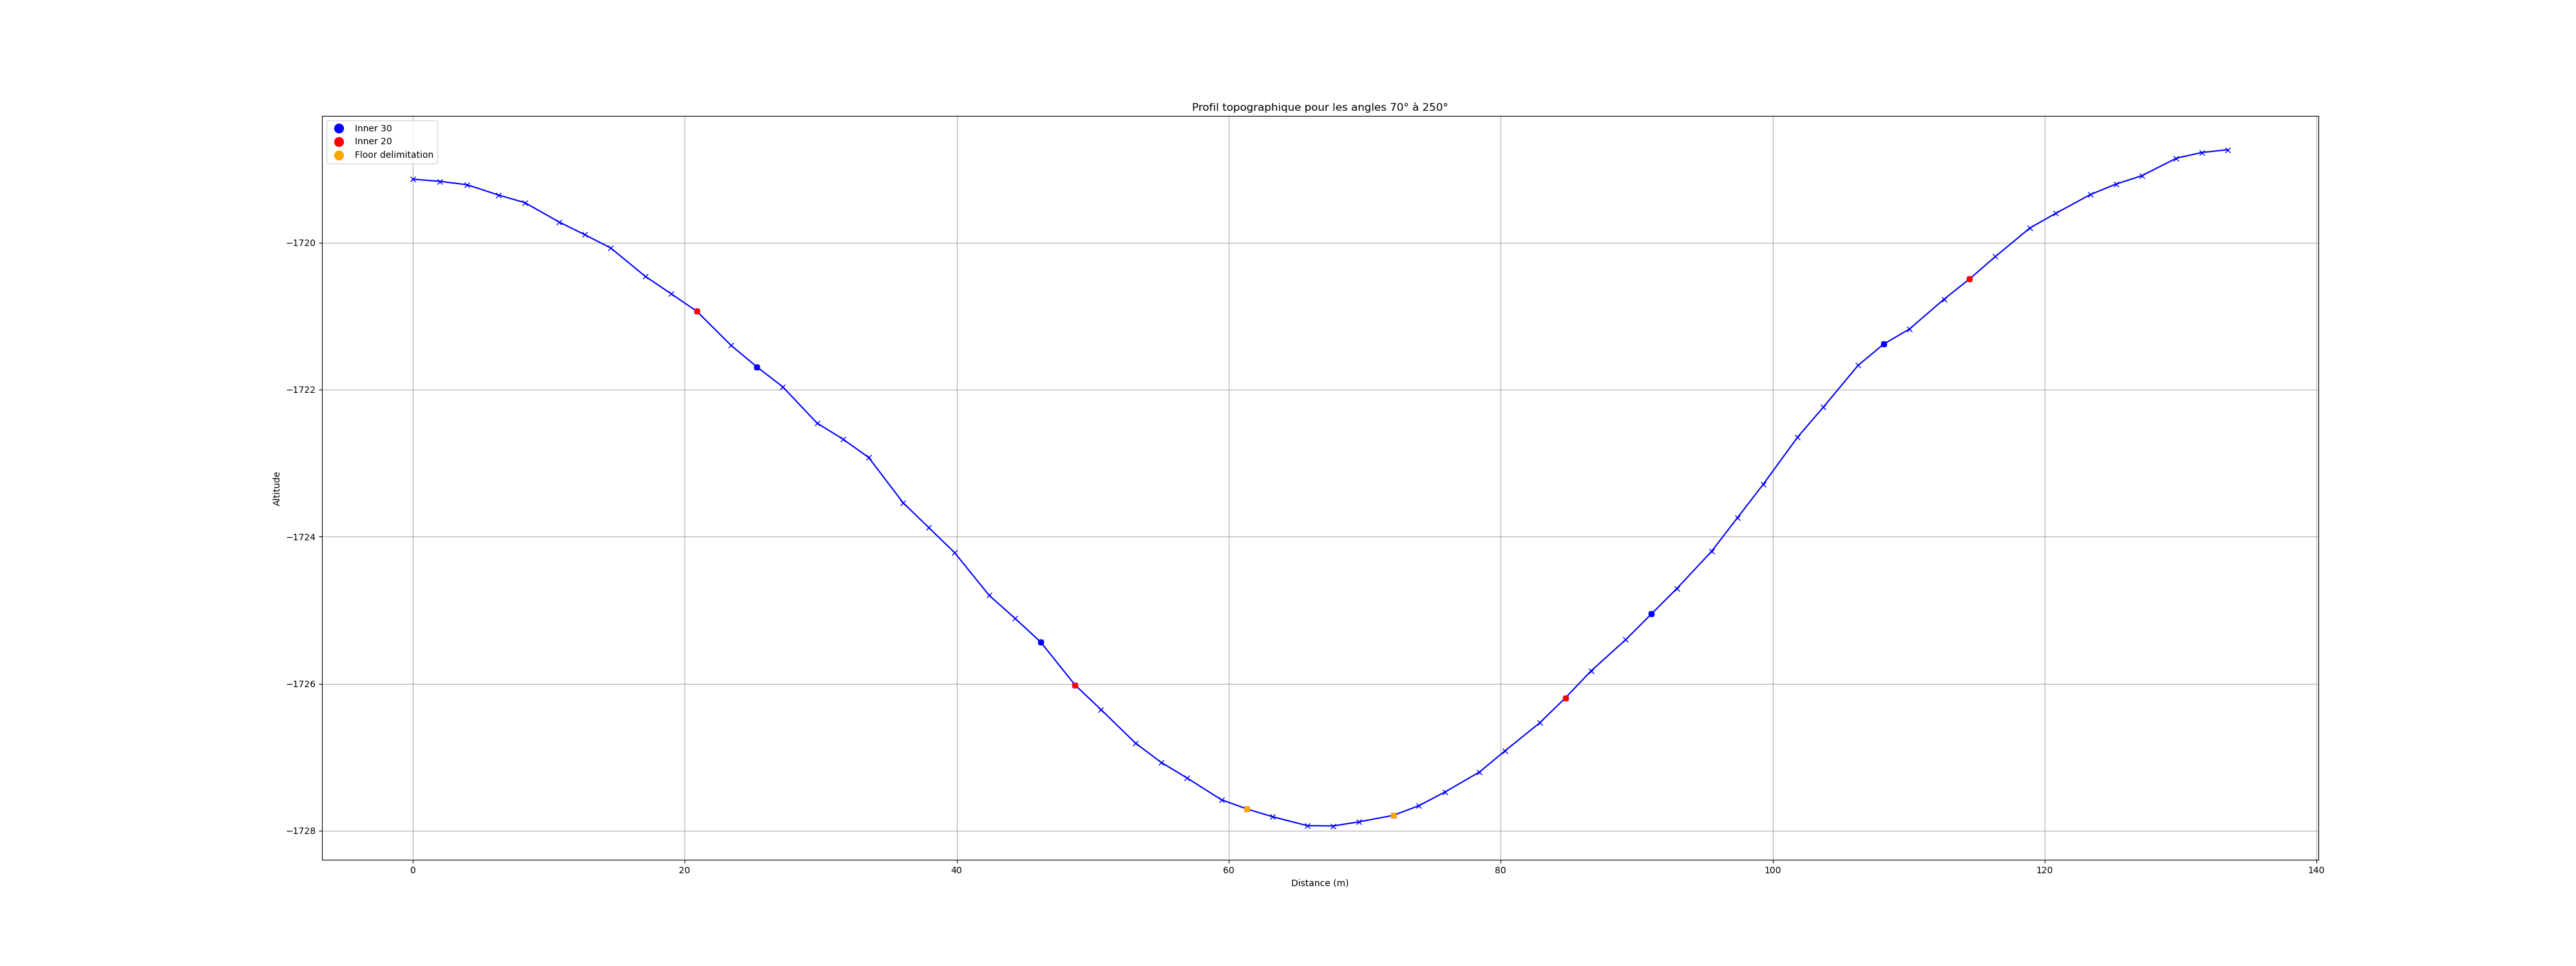 Profil topographique pour les angles 70° à 250°
Inner 30
Inner 20
Floor delimitation
Altitude
−1720
−1722
−1724
−1726
−1728
0 20 40 60 80 100 120 140
Distance (m)